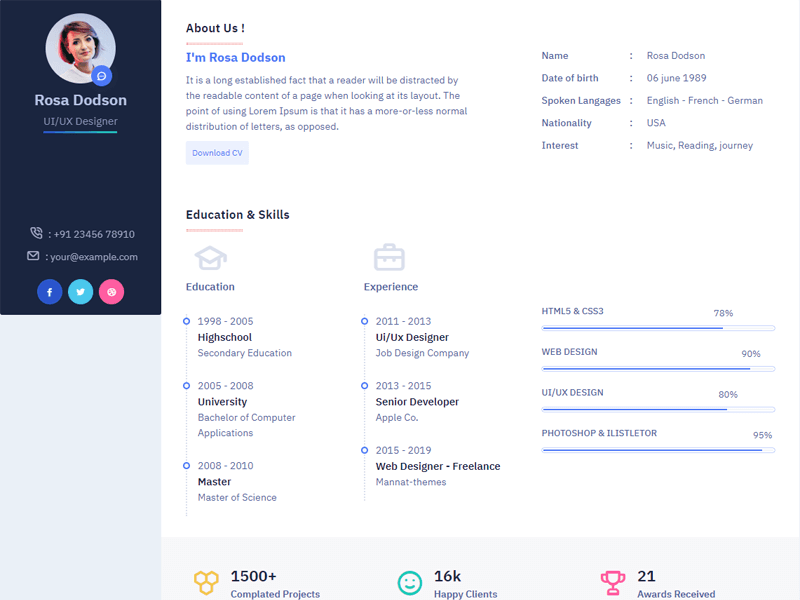 Rosa Dodson
UI/UX Designer
: +91 23456 78910
: your@example.com
About Us !
I'm Rosa Dodson
It is a long established fact that a reader will be distracted by
the readable content of a page when looking at its layout. The
point of using Lorem Ipsum is that it has a more-or-less normal
distribution of letters, as opposed.
Download CV
Name : Rosa Dodson
Date of birth : 06 june 1989
Spoken Langages : English - French - German
Nationality : USA
Interest : Music, Reading, journey
Education & Skills
Education
1998 - 2005
Highschool
Secondary Education
2005 - 2008
University
Bachelor of Computer
Applications
2008 - 2010
Master
Master of Science
Experience
2011 - 2013
Ui/Ux Designer
Job Design Company
2013 - 2015
Senior Developer
Apple Co.
2015 - 2019
Web Designer - Freelance
Mannat-themes
HTML5 & CSS3 78%
WEB DESIGN 90%
UI/UX DESIGN 80%
PHOTOSHOP & ILISTLETOR 95%
1500+
Complated Projects
16k
Happy Clients
21
Awards Received